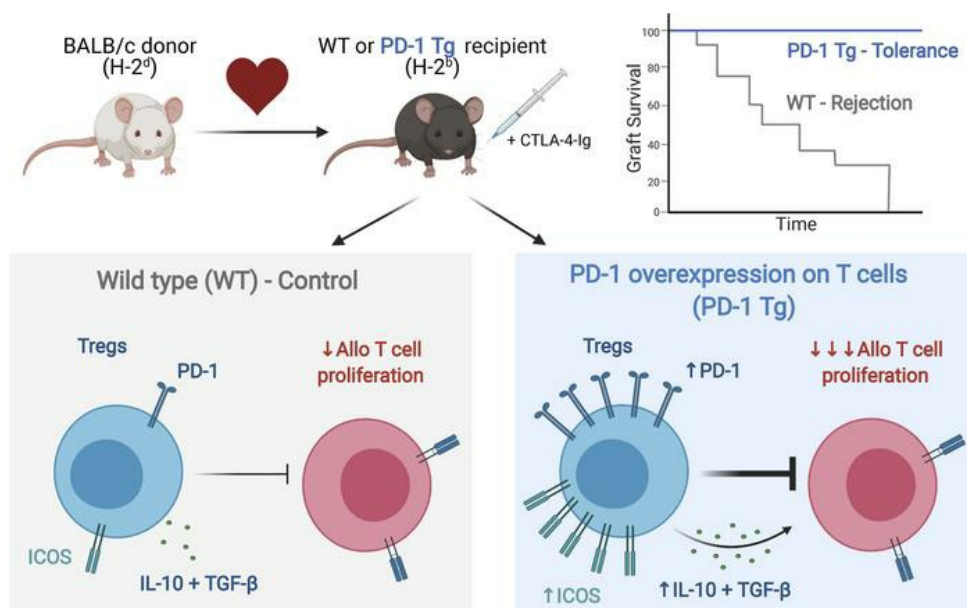 BALB/c donor
(H-2ᵈ)
WT or PD-1 Tg recipient
(H-2ᵇ)
+ CTLA-4-Ig
Graft Survival
100
80
60
40
20
0
PD-1 Tg - Tolerance
WT - Rejection
Time
Wild type (WT) - Control
Tregs
PD-1
↓Allo T cell
proliferation
ICOS
IL-10 + TGF-β
PD-1 overexpression on T cells
(PD-1 Tg)
Tregs
↑PD-1
↓↓↓Allo T cell
proliferation
↑ICOS
↑IL-10 + TGF-β